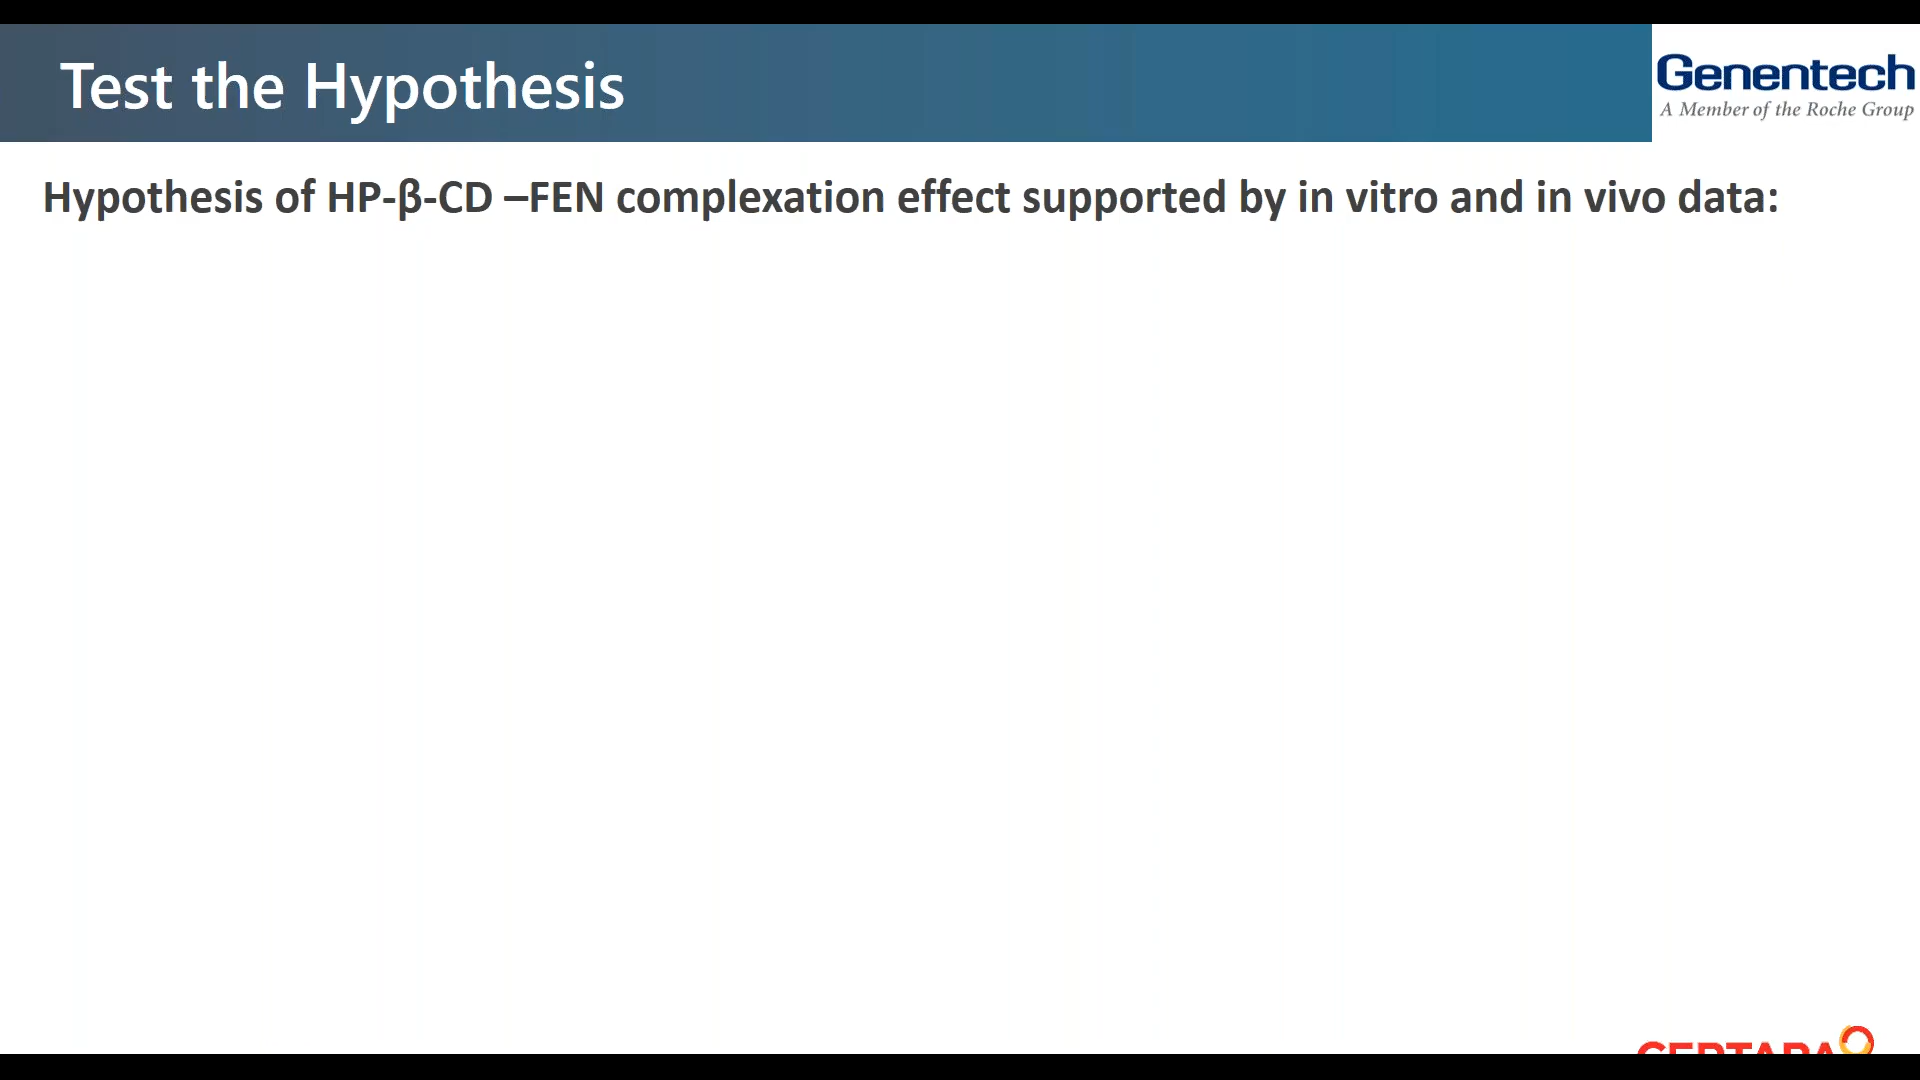 Test the Hypothesis
Genentech
A Member of the Roche Group
Hypothesis of HP-β-CD –FEN complexation effect supported by in vitro and in vivo data:
CERTARA